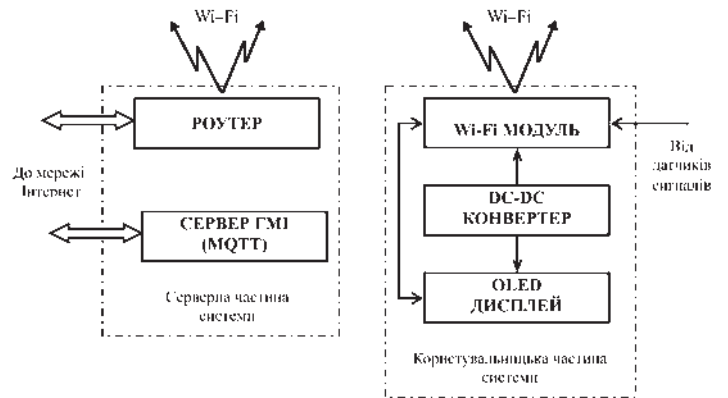 Wi–Fi
РОУТЕР
До мережі
Інтернет
СЕРВЕР ГМІ
(MQTT)
Серверна частина
системи
Wi–Fi
Wi-Fi МОДУЛЬ
Від
датчиків
сигналів
DC-DC
КОНВЕРТЕР
OLED
ДИСПЛЕЙ
Користувальницька частина
системи